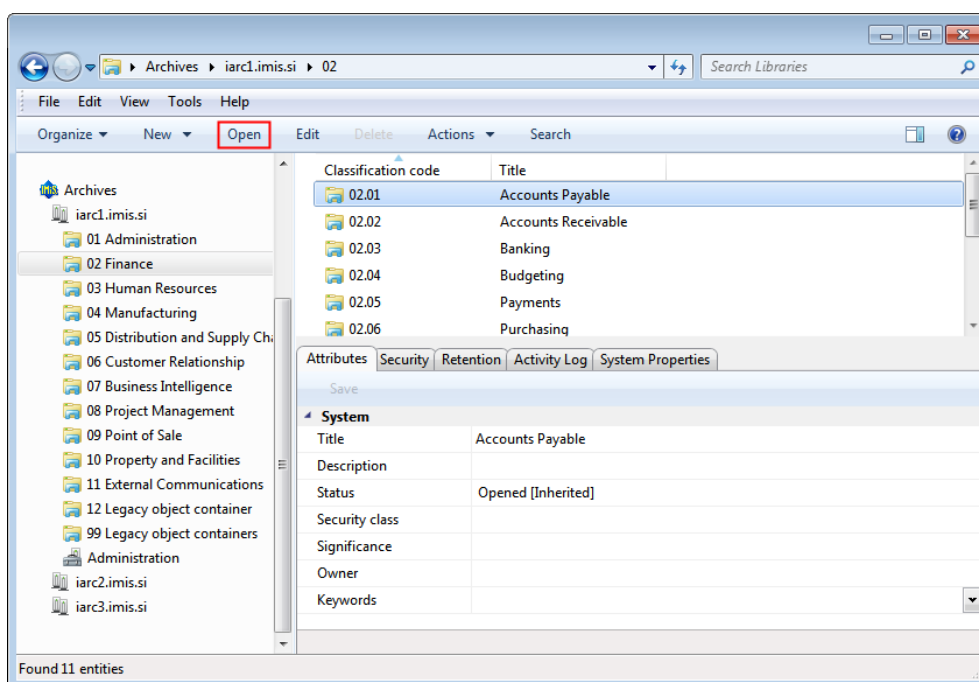 Archives iarc1.imis.si 02
Search Libraries
File Edit View Tools Help
Organize New Open Edit Delete Actions Search
Archives
iarc1.imis.si
01 Administration
02 Finance
03 Human Resources
04 Manufacturing
05 Distribution and Supply Cha
06 Customer Relationship
07 Business Intelligence
08 Project Management
09 Point of Sale
10 Property and Facilities
11 External Communications
12 Legacy object container
99 Legacy object containers
Administration
iarc2.imis.si
iarc3.imis.si
Classification code Title
02.01 Accounts Payable
02.02 Accounts Receivable
02.03 Banking
02.04 Budgeting
02.05 Payments
02.06 Purchasing
Attributes Security Retention Activity Log System Properties
Save
System
Title Accounts Payable
Description
Status Opened [Inherited]
Security class
Significance
Owner
Keywords
Found 11 entities